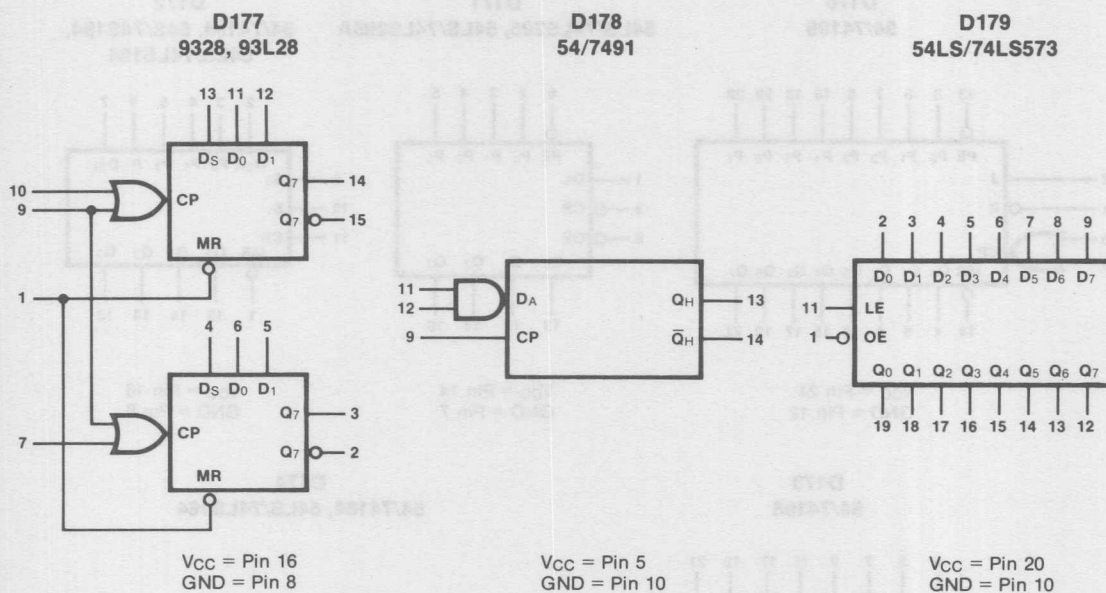 D177
9328, 93L28
13 11 12
DS D0 D1
10
9
CP
Q7 14
Q7 15
MR
1
4 6 5
DS D0 D1
Q7 3
7
CP
Q7 2
MR
VCC = Pin 16
GND = Pin 8
D178
54/7491
11
12
DA
9
CP
QH 13
Q̅H 14
VCC = Pin 5
GND = Pin 10
D179
54LS/74LS573
2 3 4 5 6 7 8 9
D0 D1 D2 D3 D4 D5 D6 D7
11 LE
1 OE
Q0 Q1 Q2 Q3 Q4 Q5 Q6 Q7
19 18 17 16 15 14 13 12
VCC = Pin 20
GND = Pin 10